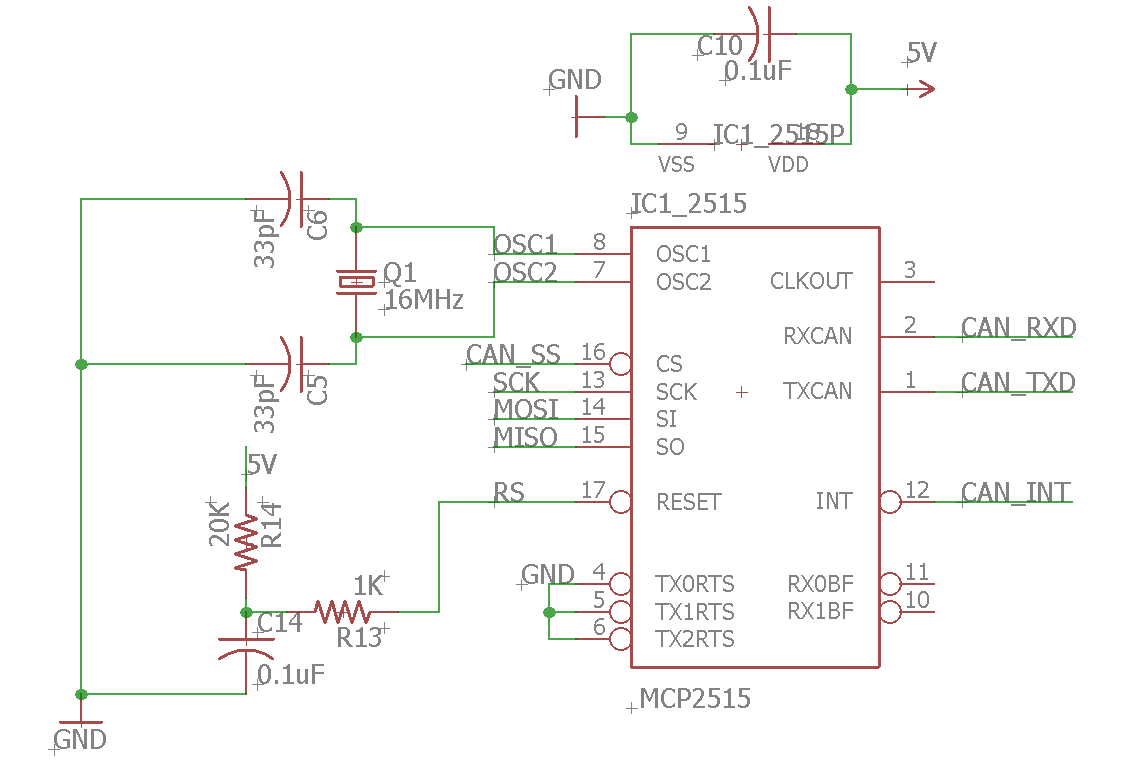 C10
0.1uF
5V
GND
9
IC1_2515P
18
VSS
VDD
IC1_2515
33pF
C6
OSC1
8
OSC1
OSC2
7
OSC2
Q1
16MHz
CLKOUT
3
RXCAN
2
CAN_RXD
CAN_SS
16
CS
33pF
C5
SCK
13
SCK
TXCAN
1
CAN_TXD
MOSI
14
SI
MISO
15
SO
5V
RS
17
RESET
INT
12
CAN_INT
20K
R14
GND
4
TX0RTS
RX0BF
11
1K
5
TX1RTS
RX1BF
10
C14
R13
6
TX2RTS
0.1uF
MCP2515
GND